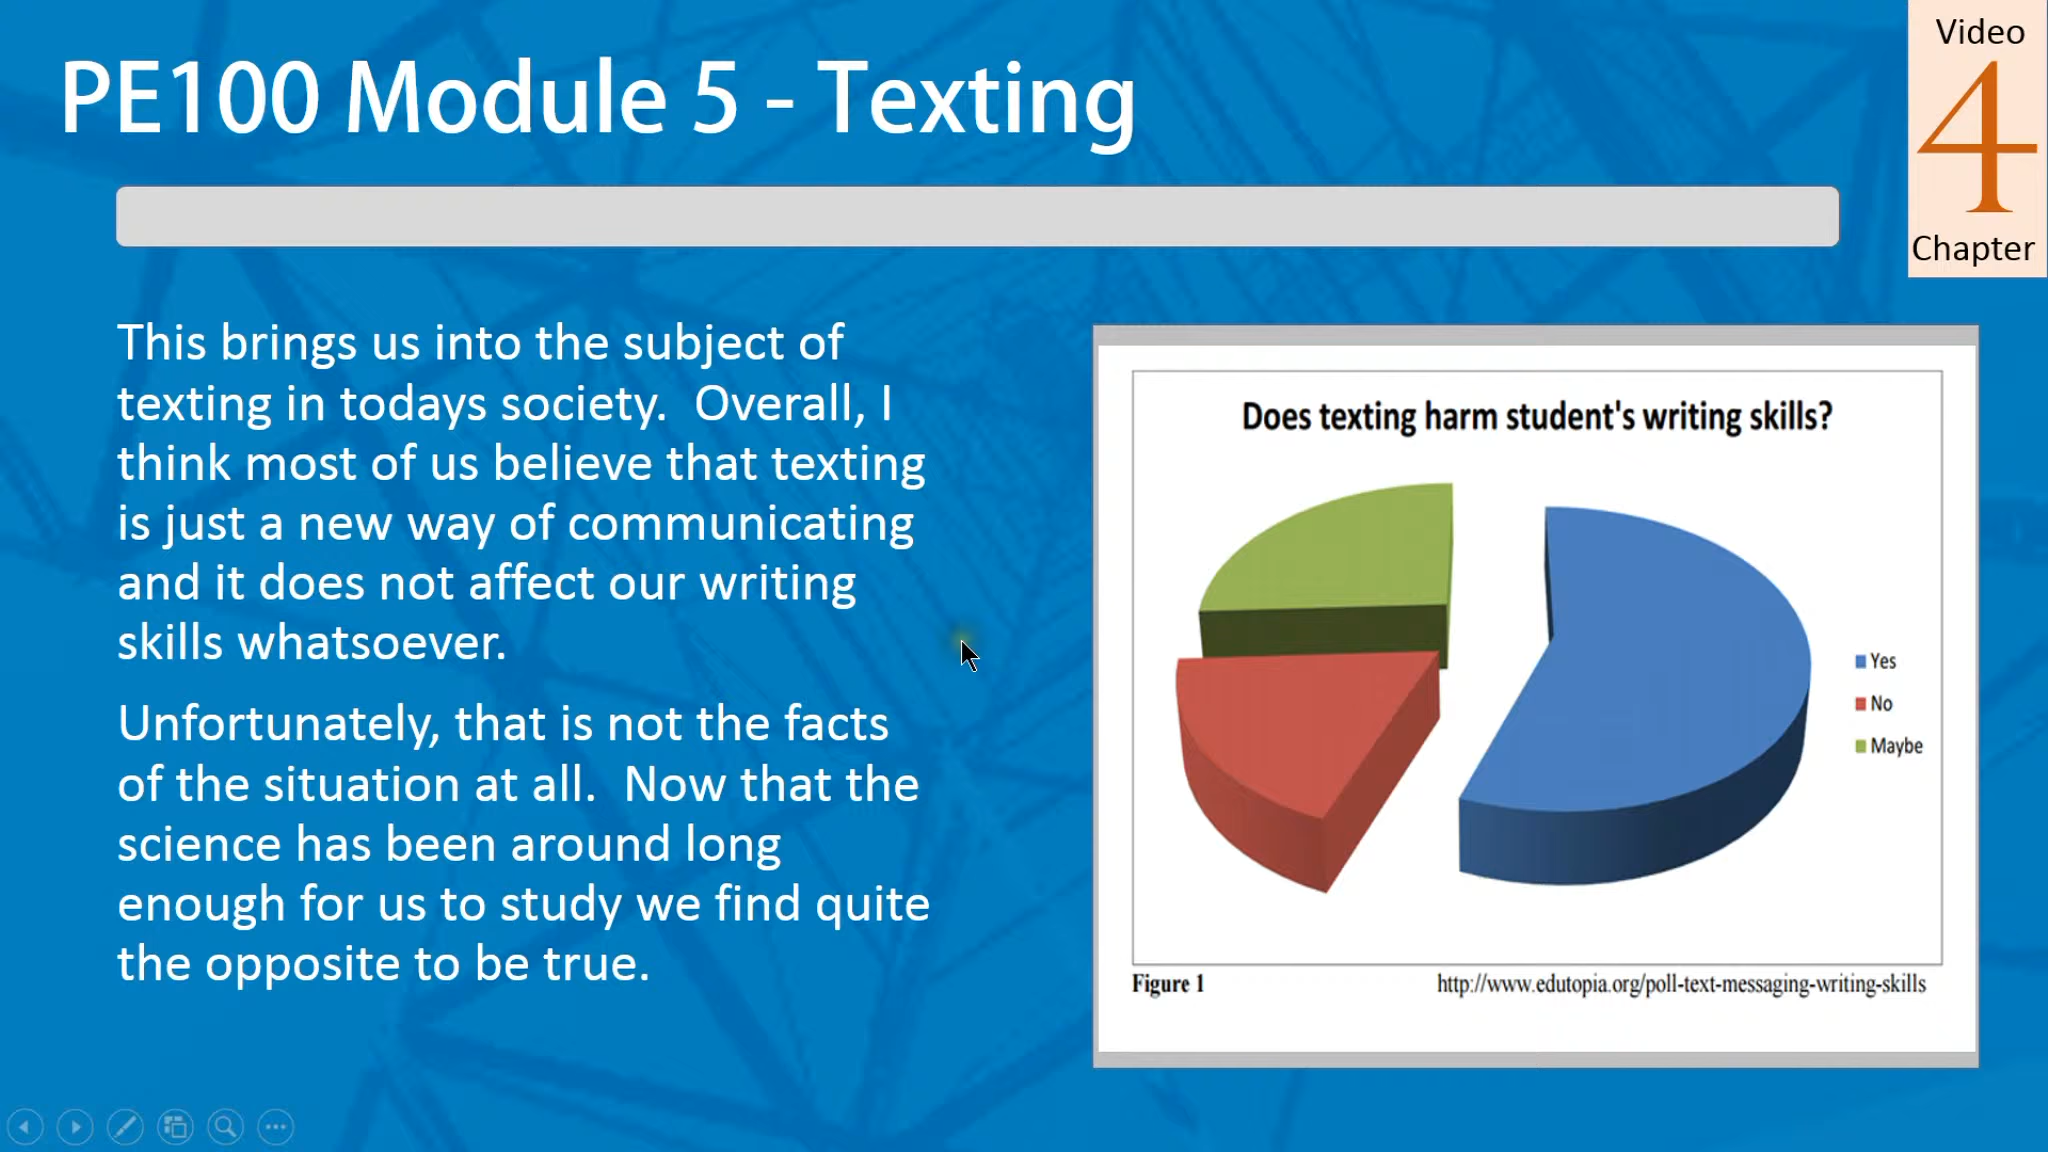 PE100 Module 5 - Texting
Video
4
Chapter
This brings us into the subject of
texting in todays society.  Overall, I
think most of us believe that texting
is just a new way of communicating
and it does not affect our writing
skills whatsoever.
Unfortunately, that is not the facts
of the situation at all.  Now that the
science has been around long
enough for us to study we find quite
the opposite to be true.
Does texting harm student's writing skills?
Yes
No
Maybe
Figure 1
http://www.edutopia.org/poll-text-messaging-writing-skills